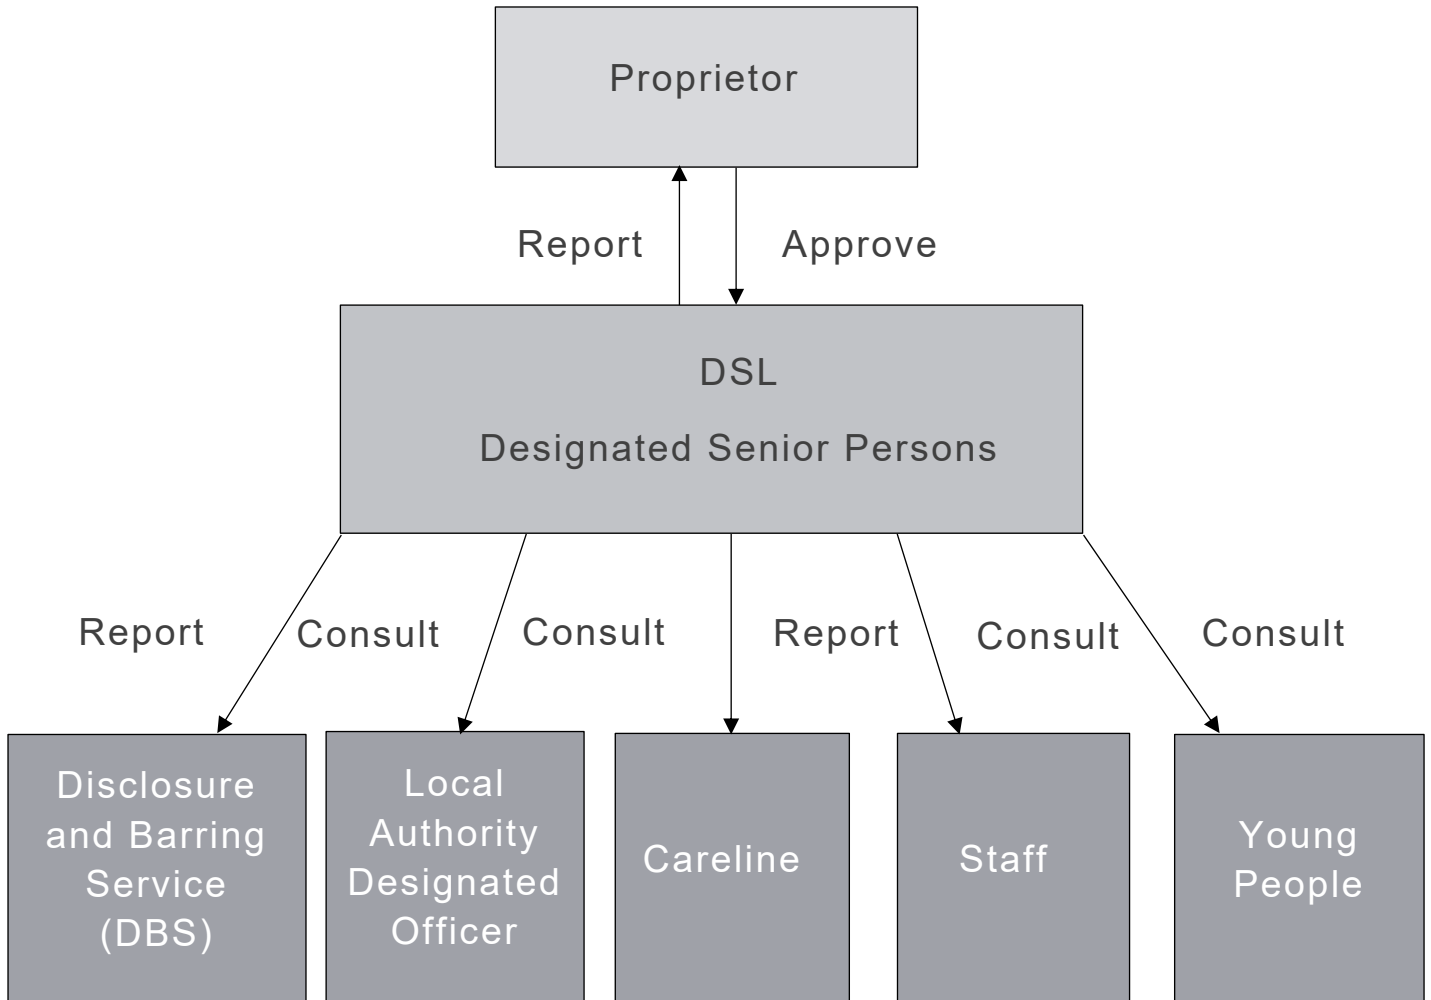 Proprietor
Report
Approve
DSL
Designated Senior Persons
Report
Consult
Consult
Report
Consult
Consult
Disclosure
and Barring
Service
(DBS)
Local
Authority
Designated
Officer
Careline
Staff
Young
People